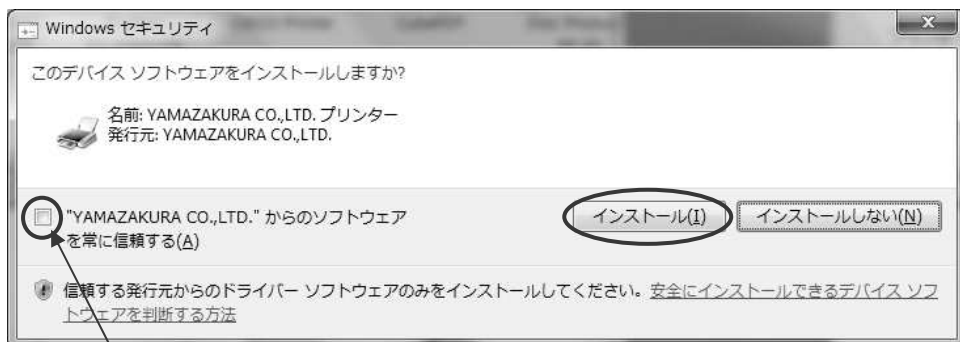 Windows セキュリティ
このデバイス ソフトウェアをインストールしますか?
名前: YAMAZAKURA CO.,LTD. プリンター
発行元: YAMAZAKURA CO.,LTD.
"YAMAZAKURA CO.,LTD." からのソフトウェア
を常に信頼する(A)
インストール(I)
インストールしない(N)
信頼する発行元からのドライバー ソフトウェアのみをインストールしてください。安全にインストールできるデバイス ソフ
トウェアを判断する方法